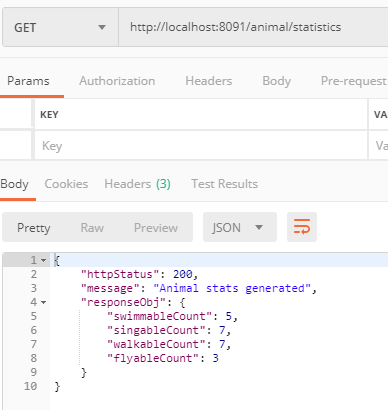 GET http://localhost:8091/animal/statistics
Params Authorization Headers Body Pre-request
KEY VA
Key Va
Body Cookies Headers (3) Test Results
Pretty Raw Preview JSON
1 {
2 "httpStatus": 200,
3 "message": "Animal stats generated",
4 "responseObj": {
5 "swimmableCount": 5,
6 "singableCount": 7,
7 "walkableCount": 7,
8 "flyableCount": 3
9 }
10 }